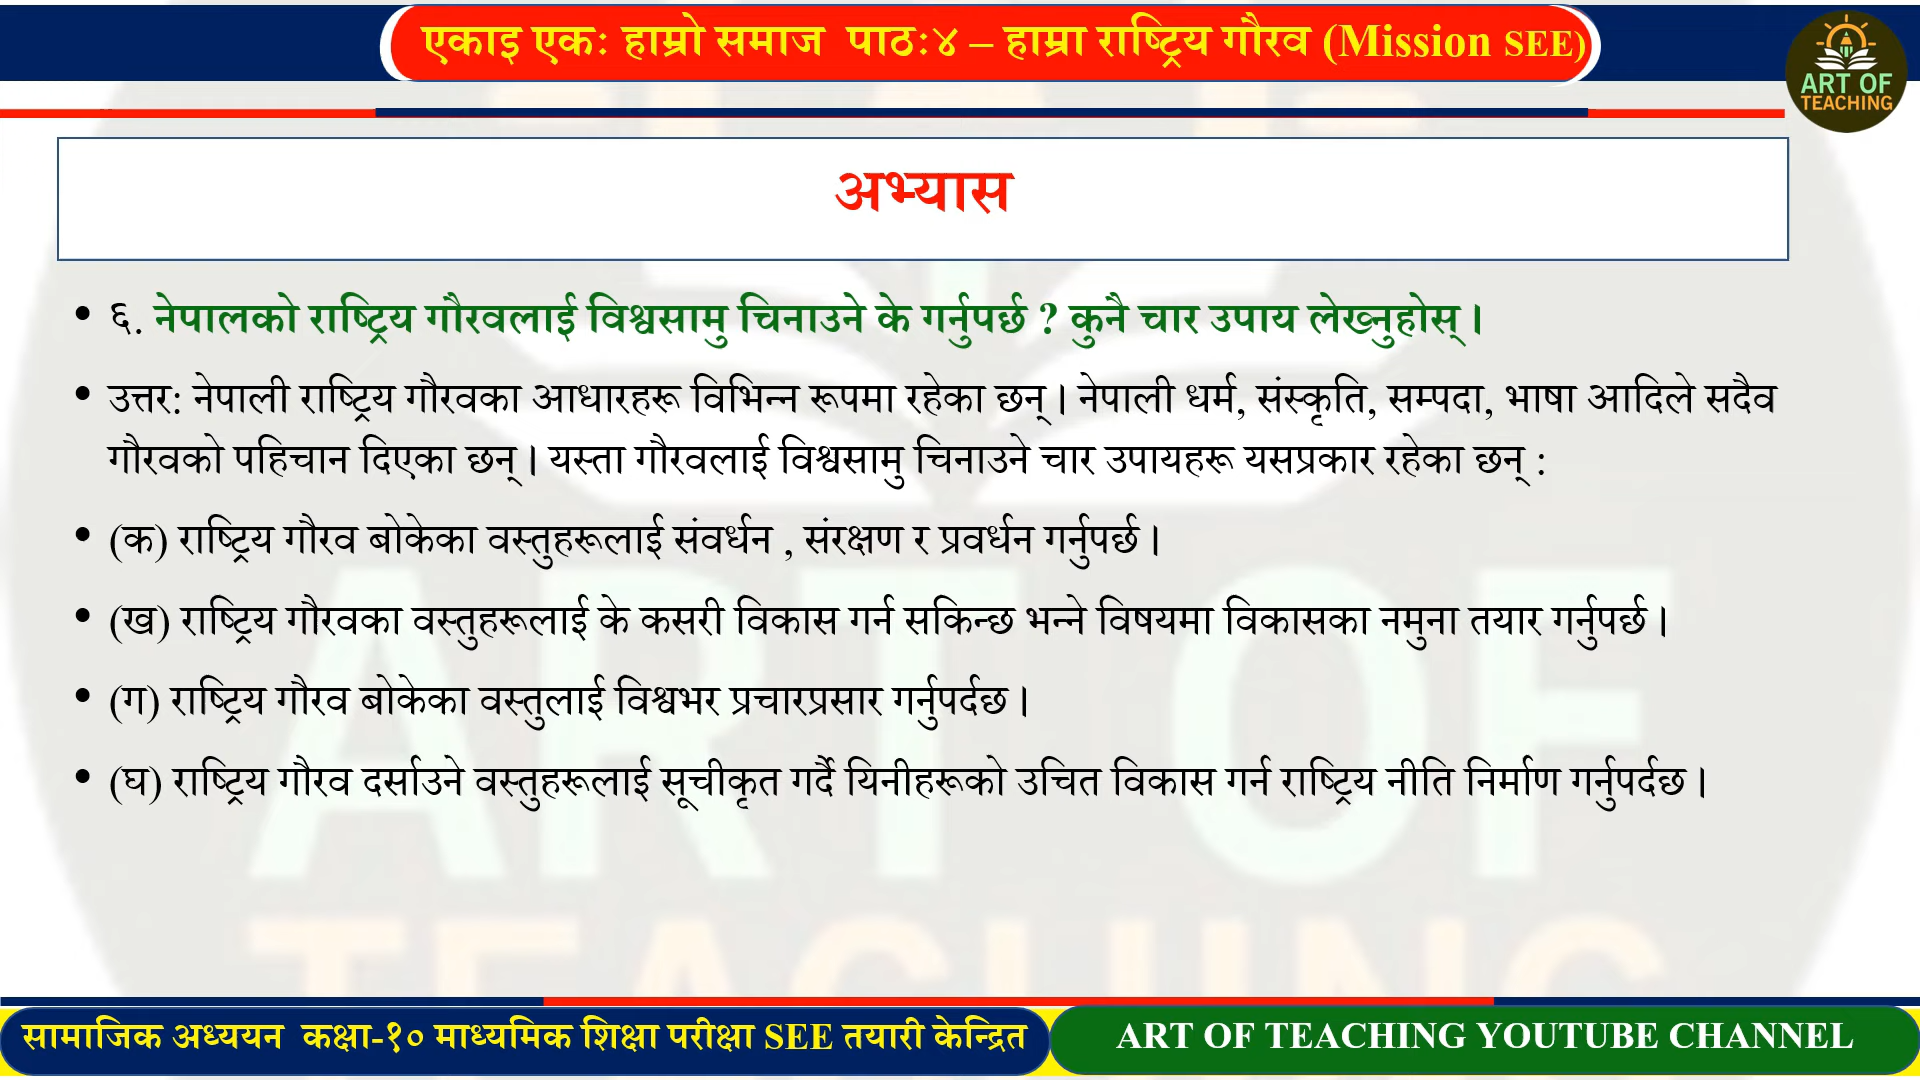 एकाइ एकः हाम्रो समाज  पाठः४ – हाम्रा राष्ट्रिय गौरव (Mission SEE)
ART OF
TEACHING
अभ्यास
• ६. नेपालको राष्ट्रिय गौरवलाई विश्वसामु चिनाउने के गर्नुपर्छ ? कुनै चार उपाय लेख्नुहोस् ।
• उत्तर: नेपाली राष्ट्रिय गौरवका आधारहरू विभिन्न रूपमा रहेका छन् । नेपाली धर्म, संस्कृति, सम्पदा, भाषा आदिले सदैव
गौरवको पहिचान दिएका छन् । यस्ता गौरवलाई विश्वसामु चिनाउने चार उपायहरू यसप्रकार रहेका छन् :
• (क) राष्ट्रिय गौरव बोकेका वस्तुहरूलाई संवर्धन , संरक्षण र प्रवर्धन गर्नुपर्छ ।
• (ख) राष्ट्रिय गौरवका वस्तुहरूलाई के कसरी विकास गर्न सकिन्छ भन्ने विषयमा विकासका नमुना तयार गर्नुपर्छ ।
• (ग) राष्ट्रिय गौरव बोकेका वस्तुलाई विश्वभर प्रचारप्रसार गर्नुपर्दछ ।
• (घ) राष्ट्रिय गौरव दर्साउने वस्तुहरूलाई सूचीकृत गर्दै यिनीहरूको उचित विकास गर्न राष्ट्रिय नीति निर्माण गर्नुपर्दछ ।
ART OF
TEACHING
सामाजिक अध्ययन  कक्षा-१० माध्यमिक शिक्षा परीक्षा SEE तयारी केन्द्रित
ART OF TEACHING YOUTUBE CHANNEL